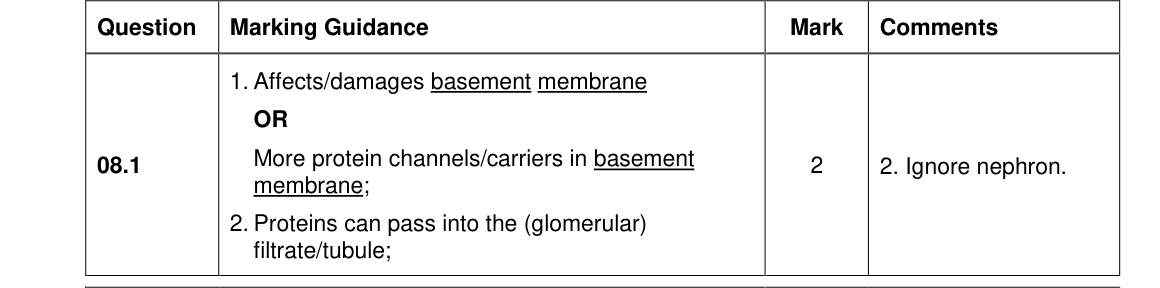 Question Marking Guidance Mark Comments
1. Affects/damages basement membrane
OR
More protein channels/carriers in basement
membrane;
08.1 2 2. Ignore nephron.
2. Proteins can pass into the (glomerular)
filtrate/tubule;